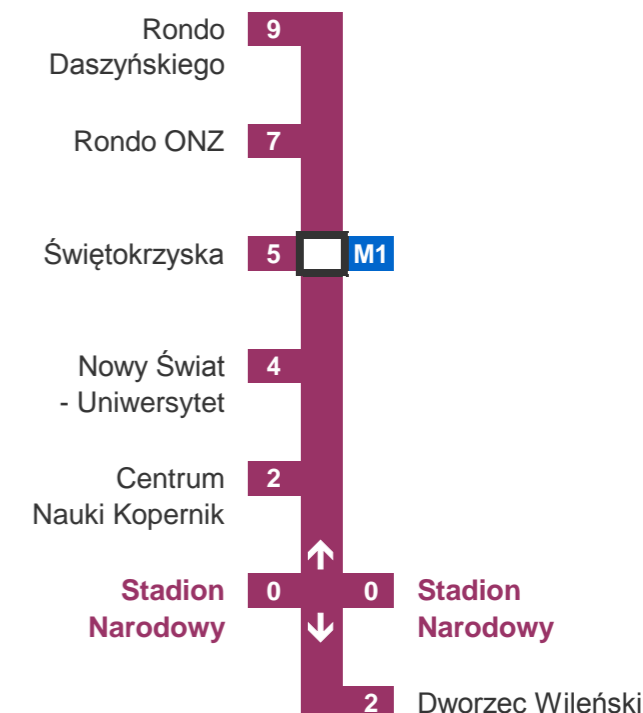 Rondo 9
Daszyńskiego
Rondo ONZ 7
Świętokrzyska 5 M1
Nowy Świat 4
- Uniwersytet
Centrum 2
Nauki Kopernik
Stadion 0 0 Stadion
Narodowy Narodowy
2 Dworzec Wileński